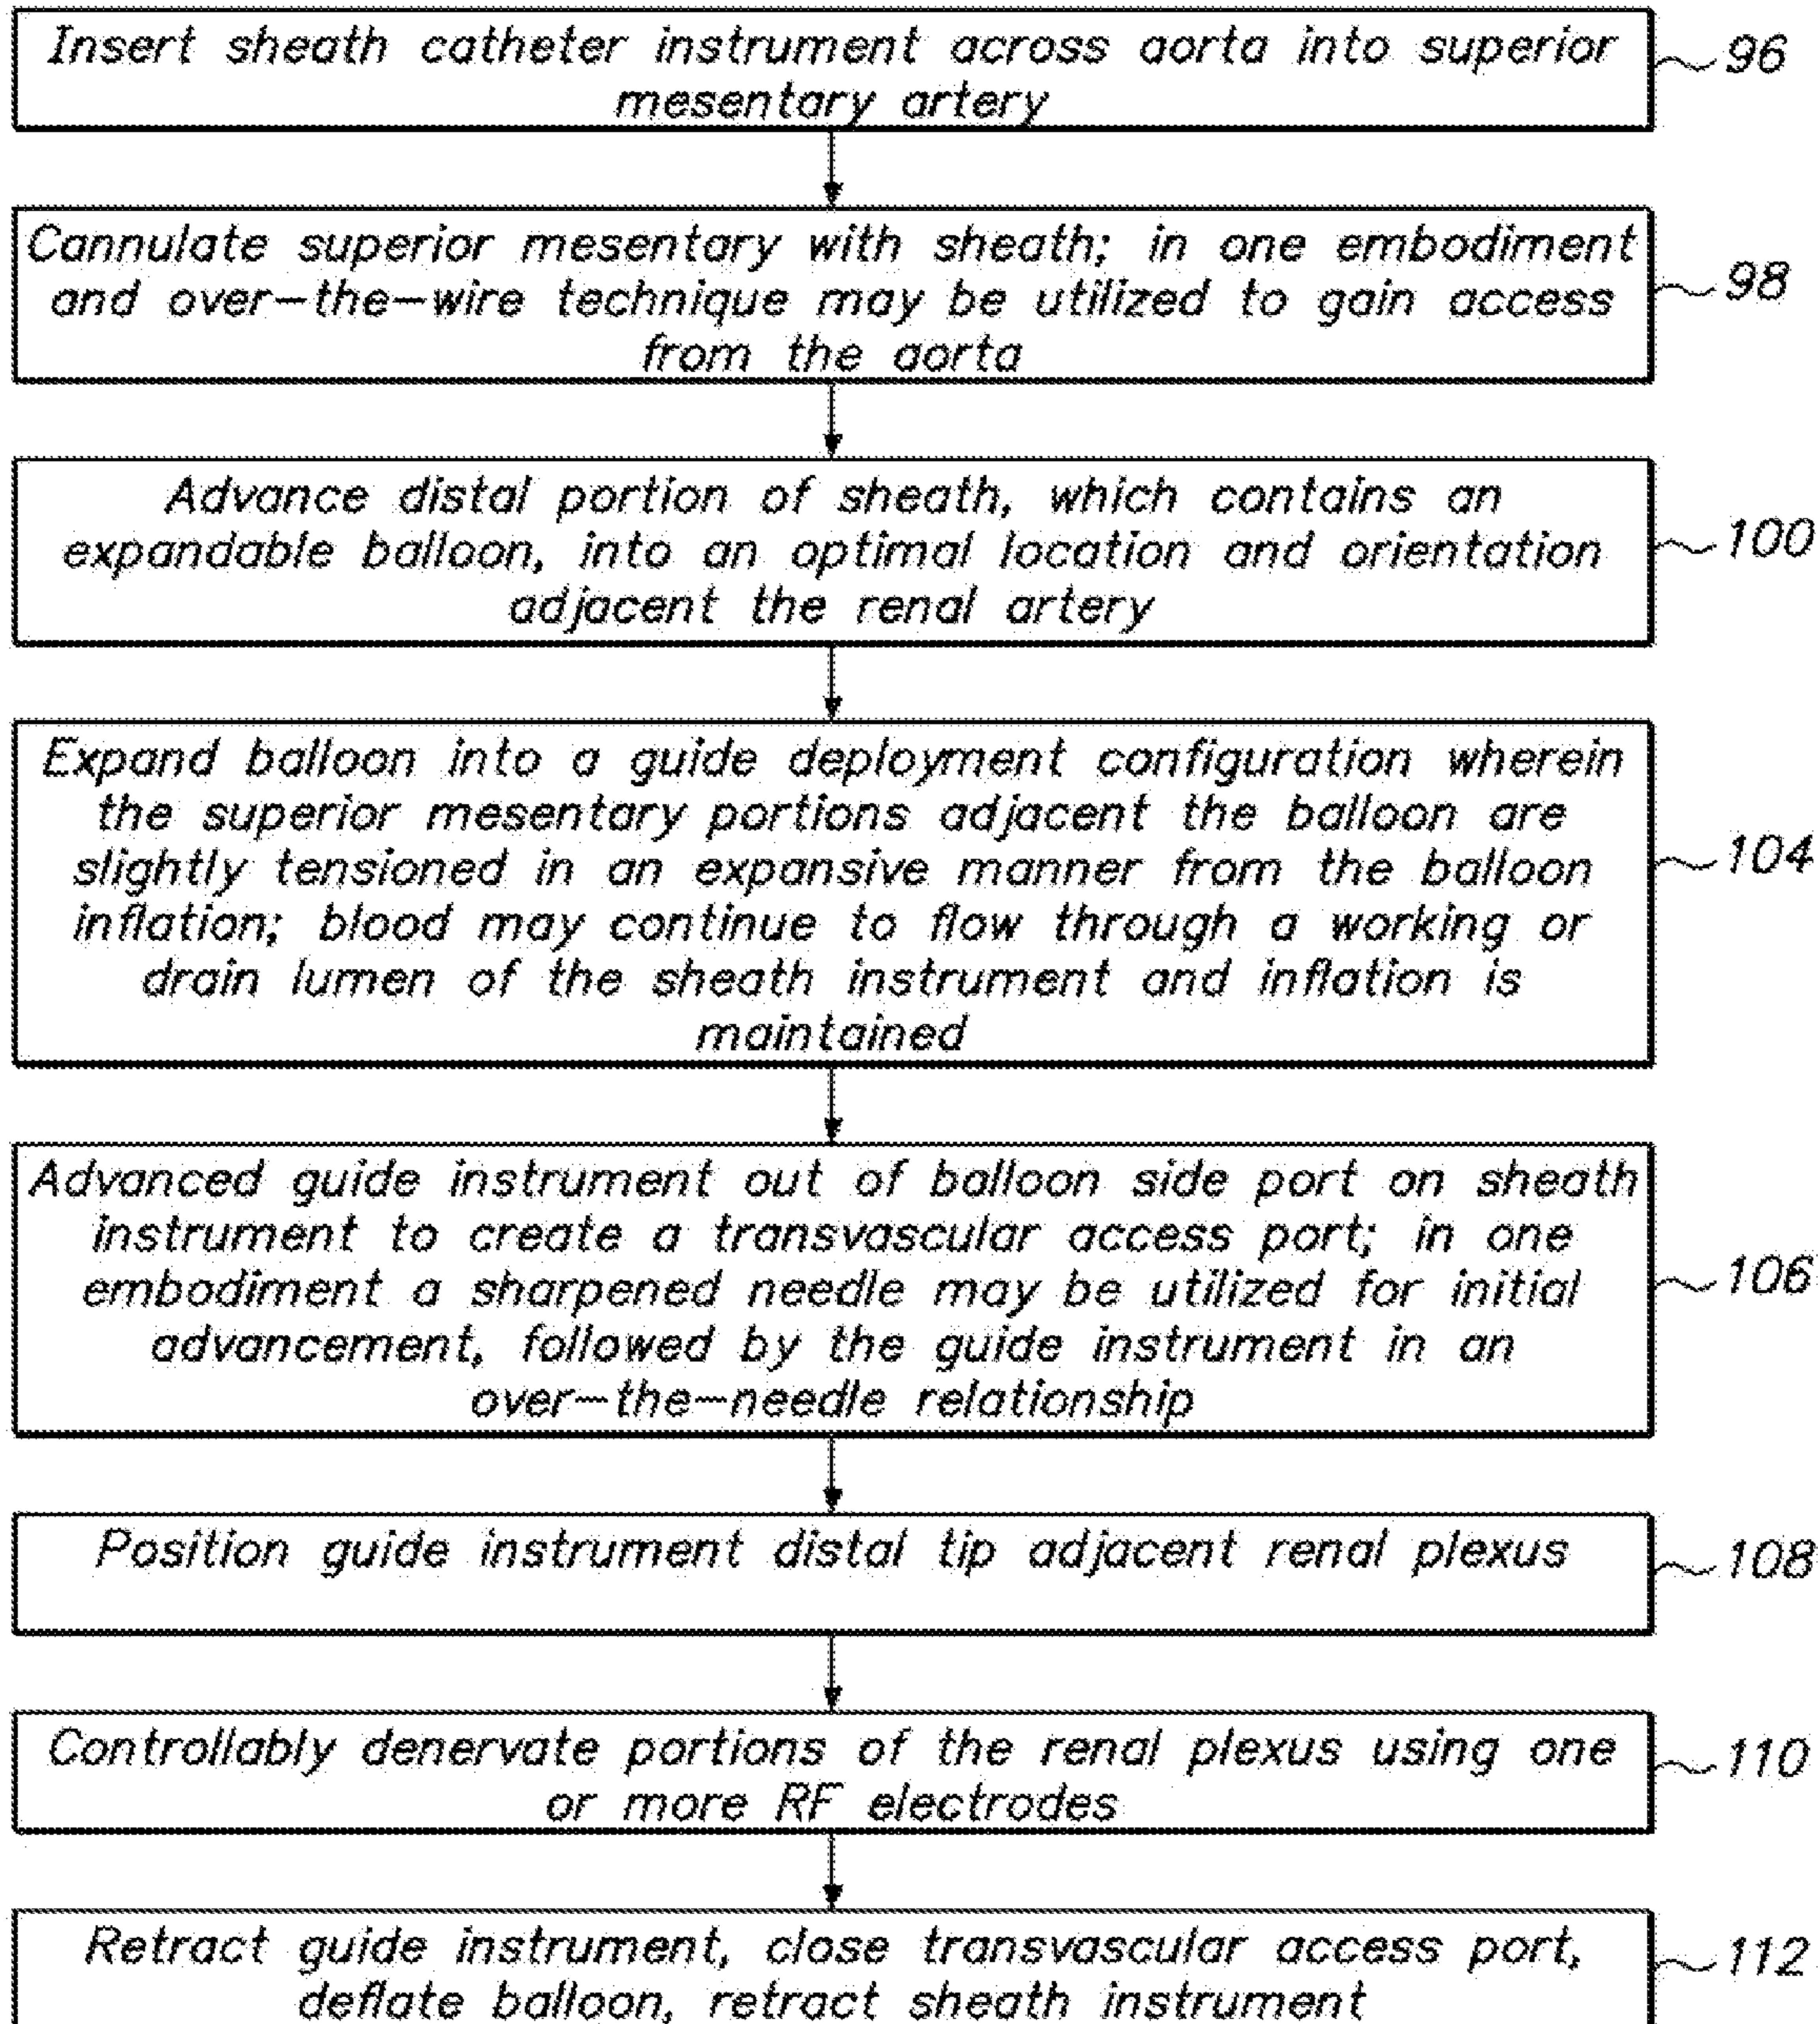 Insert sheath catheter instrument across aorta into superior
mesentary artery
96
Cannulate superior mesentary with sheath; in one embodiment
and over-the-wire technique may be utilized to gain access
from the aorta
98
Advance distal portion of sheath, which contains an
expandable balloon, into an optimal location and orientation
adjacent the renal artery
100
Expand balloon into a guide deployment configuration wherein
the superior mesentary portions adjacent the balloon are
slightly tensioned in an expansive manner from the balloon
inflation; blood may continue to flow through a working or
drain lumen of the sheath instrument and inflation is
maintained
104
Advanced guide instrument out of balloon side port on sheath
instrument to create a transvascular access port; in one
embodiment a sharpened needle may be utilized for initial
advancement, followed by the guide instrument in an
over-the-needle relationship
106
Position guide instrument distal tip adjacent renal plexus
108
Controllably denervate portions of the renal plexus using one
or more RF electrodes
110
Retract guide instrument, close transvascular access port,
deflate balloon, retract sheath instrument
112